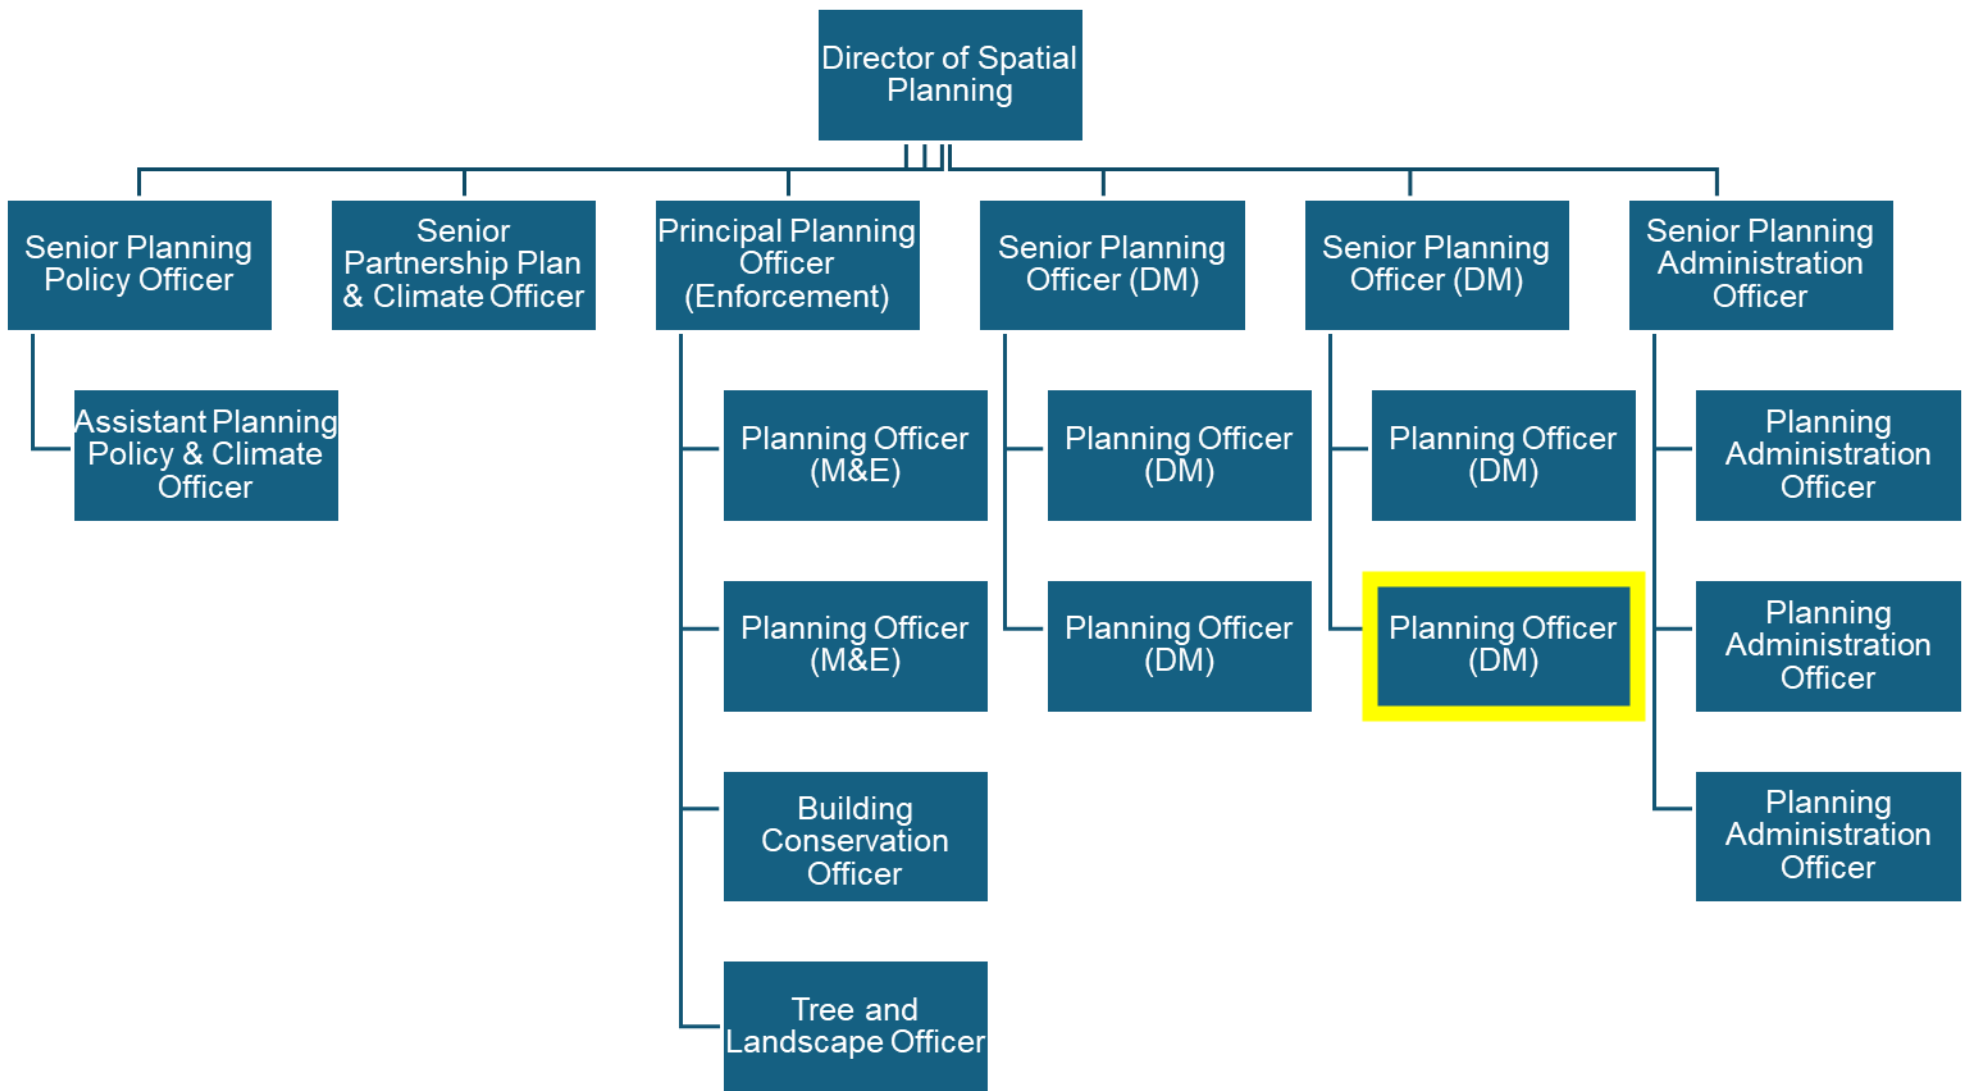 Director of Spatial
Planning
Senior Planning
Policy Officer
Senior
Partnership Plan
& Climate Officer
Principal Planning
Officer
(Enforcement)
Senior Planning
Officer (DM)
Senior Planning
Officer (DM)
Senior Planning
Administration
Officer
Assistant Planning
Policy & Climate
Officer
Planning Officer
(M&E)
Planning Officer
(DM)
Planning Officer
(DM)
Planning
Administration
Officer
Planning Officer
(M&E)
Planning Officer
(DM)
Planning Officer
(DM)
Planning
Administration
Officer
Building
Conservation
Officer
Planning
Administration
Officer
Tree and
Landscape Officer